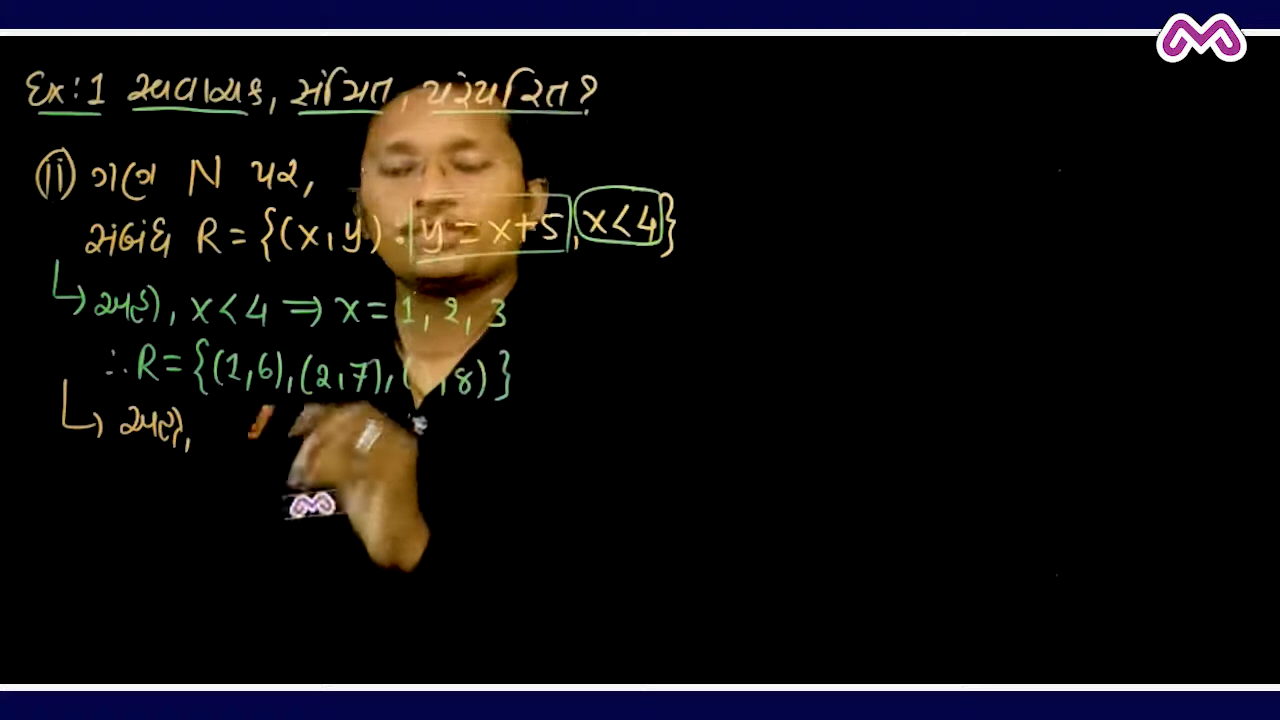 Ex: 1 સ્વવાચક, સંમિત, પરંપરિત ?
(ii) ગણ N પર,
સંબંધ R = {(x, y) : y = x + 5, x < 4}
↳ અહીં, x < 4 ⇒ x = 1, 2, 3
∴ R = {(1, 6), (2, 7), ( , 8)}
↳ અહીં,